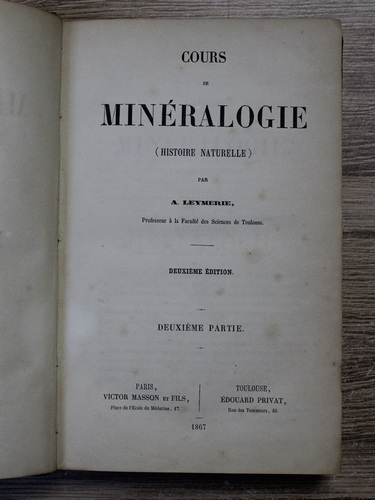 COURS
DE
MINÉRALOGIE
(HISTOIRE NATURELLE)
PAR
A. LEYMERIE,
Professeur à la Faculté des Sciences de Toulouse.
DEUXIÈME ÉDITION.
DEUXIÈME PARTIE.
PARIS,
VICTOR MASSON ET FILS,
Place de l'École de Médecine, 17.
TOULOUSE,
ÉDOUARD PRIVAT,
Rue des Tourneurs, 45.
1867